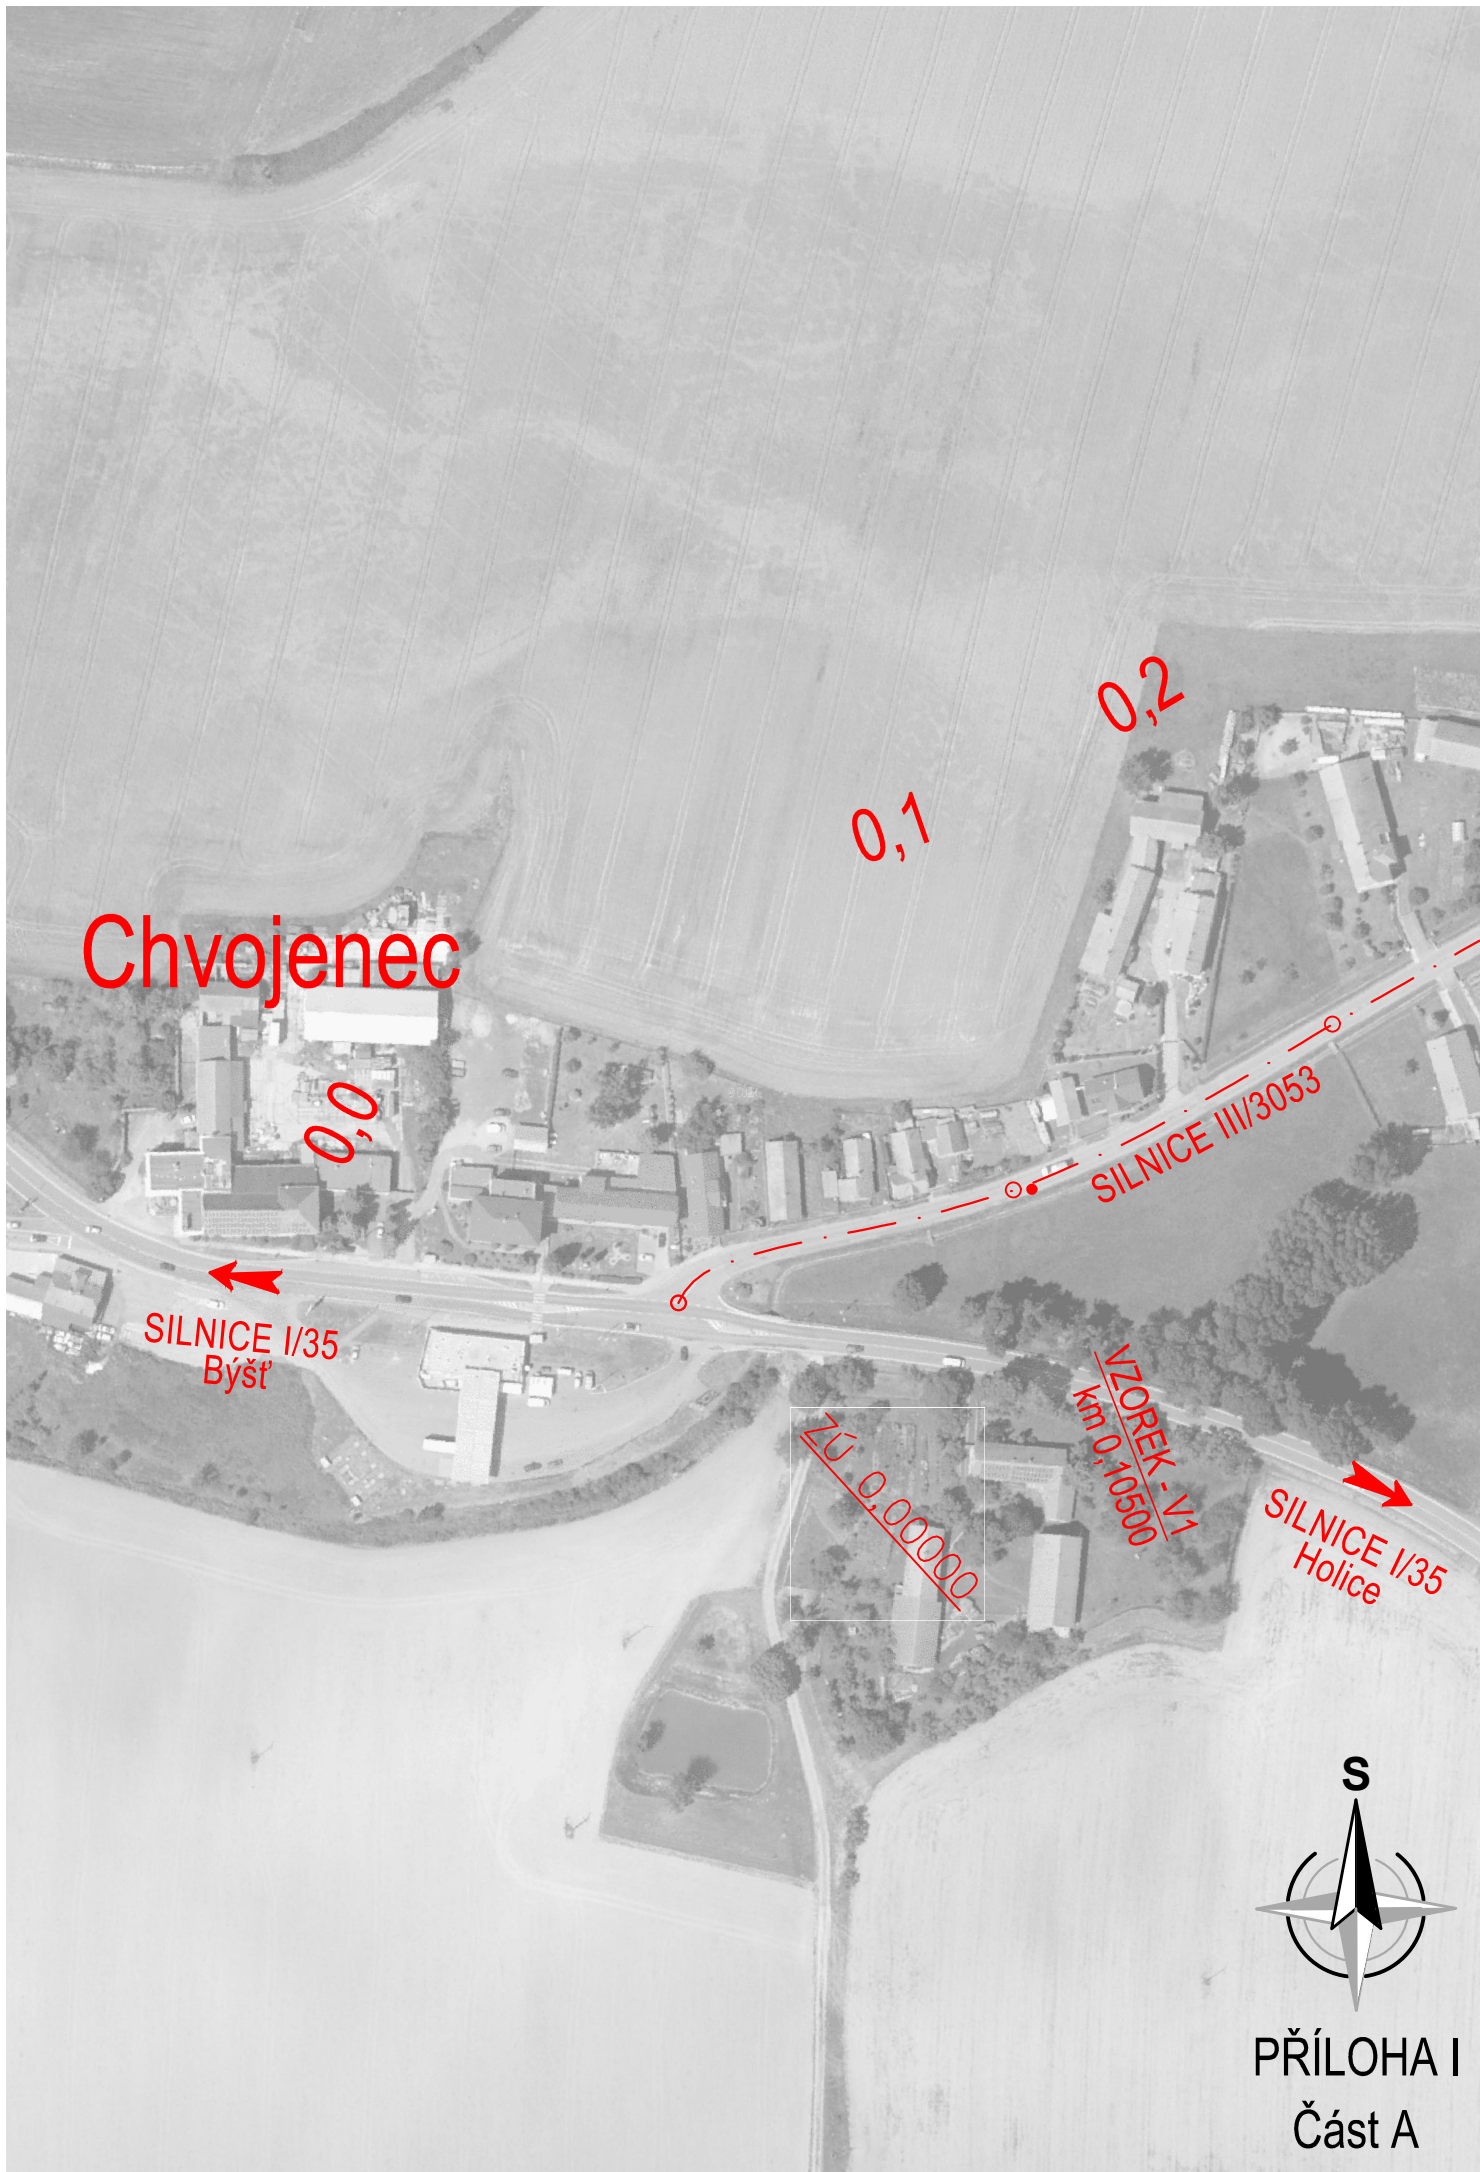 0,2
0,1
Chvojenec
0,0
SILNICE III/3053
SILNICE I/35
Býšť
VZOREK - V1
km 0,10500
ZÚ 0,00000
SILNICE I/35
Holice
S
PŘÍLOHA I
Část A